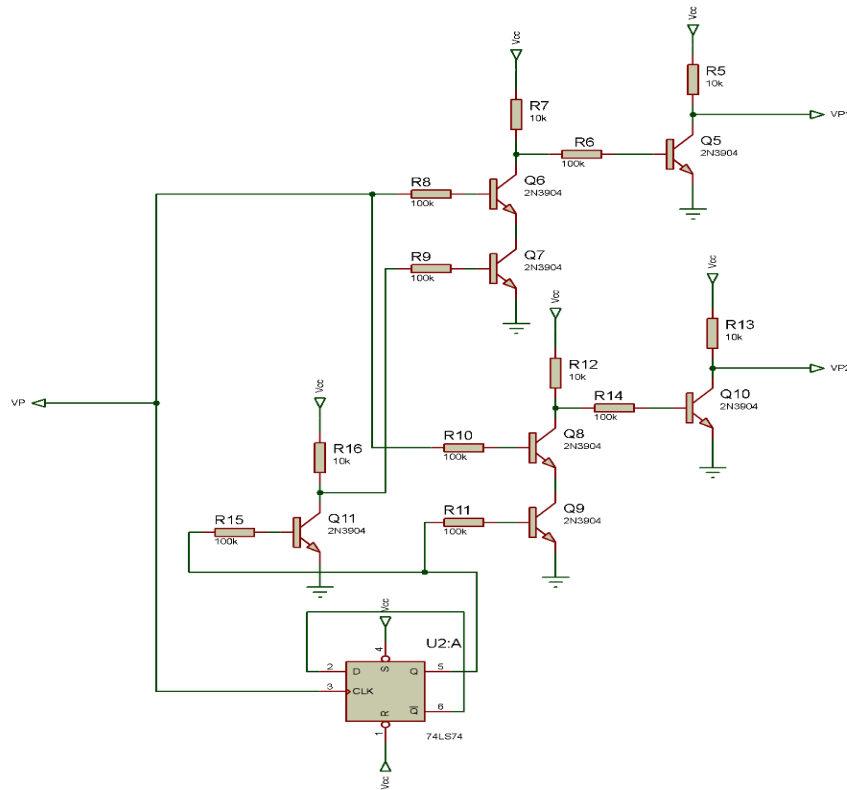 Vcc
Vcc
R5
10k
VP1
R7
10k
R6
100k
Q5
2N3904
R8
100k
Q6
2N3904
R9
100k
Q7
2N3904
Vcc
Vcc
R13
10k
VP2
R12
10k
R14
100k
Q10
2N3904
VP
Vcc
R16
10k
R10
100k
Q8
2N3904
R15
100k
Q11
2N3904
R11
100k
Q9
2N3904
Vcc
U2:A
4
2
D
S
Q
5
3
CLK
R
Q
6
1
74LS74
Vcc